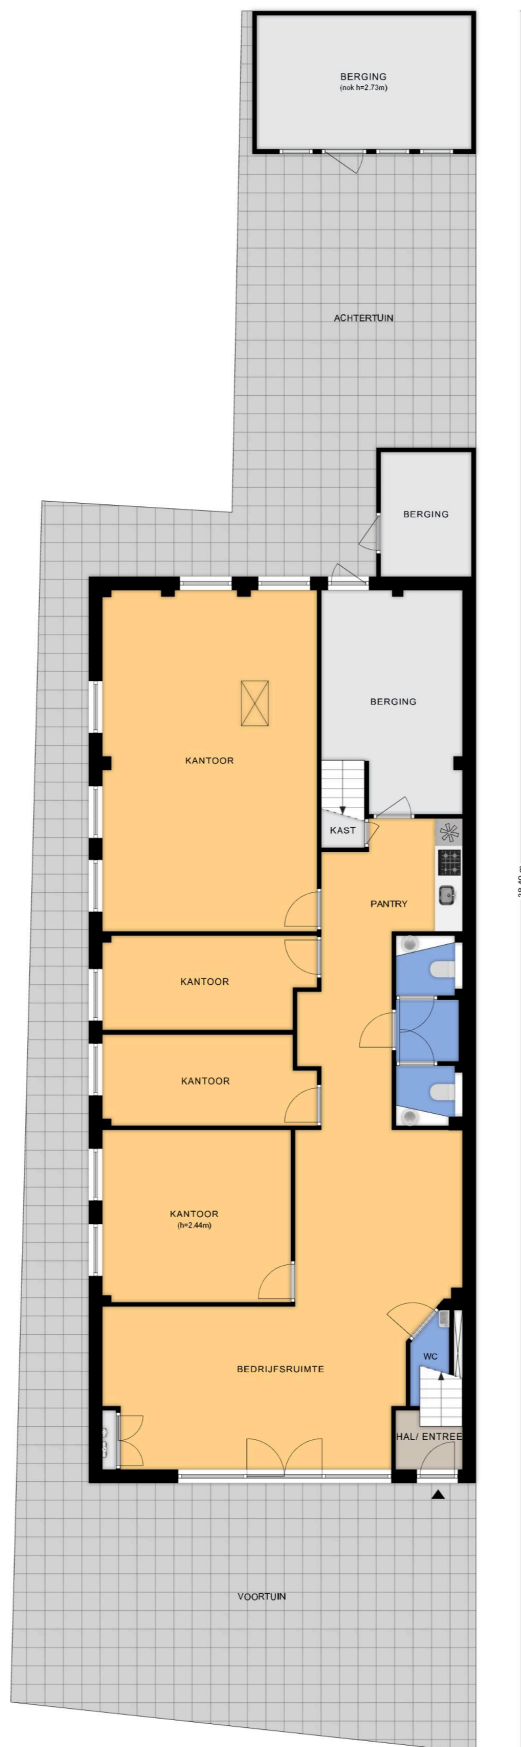 BERGING
(nok h=2.73m)
ACHTERTUIN
BERGING
BERGING
KANTOOR
KAST
PANTRY
KANTOOR
KANTOOR
KANTOOR
(h=2.44m)
WC
BEDRIJFSRUIMTE
HAL/ ENTREE
VOORTUIN